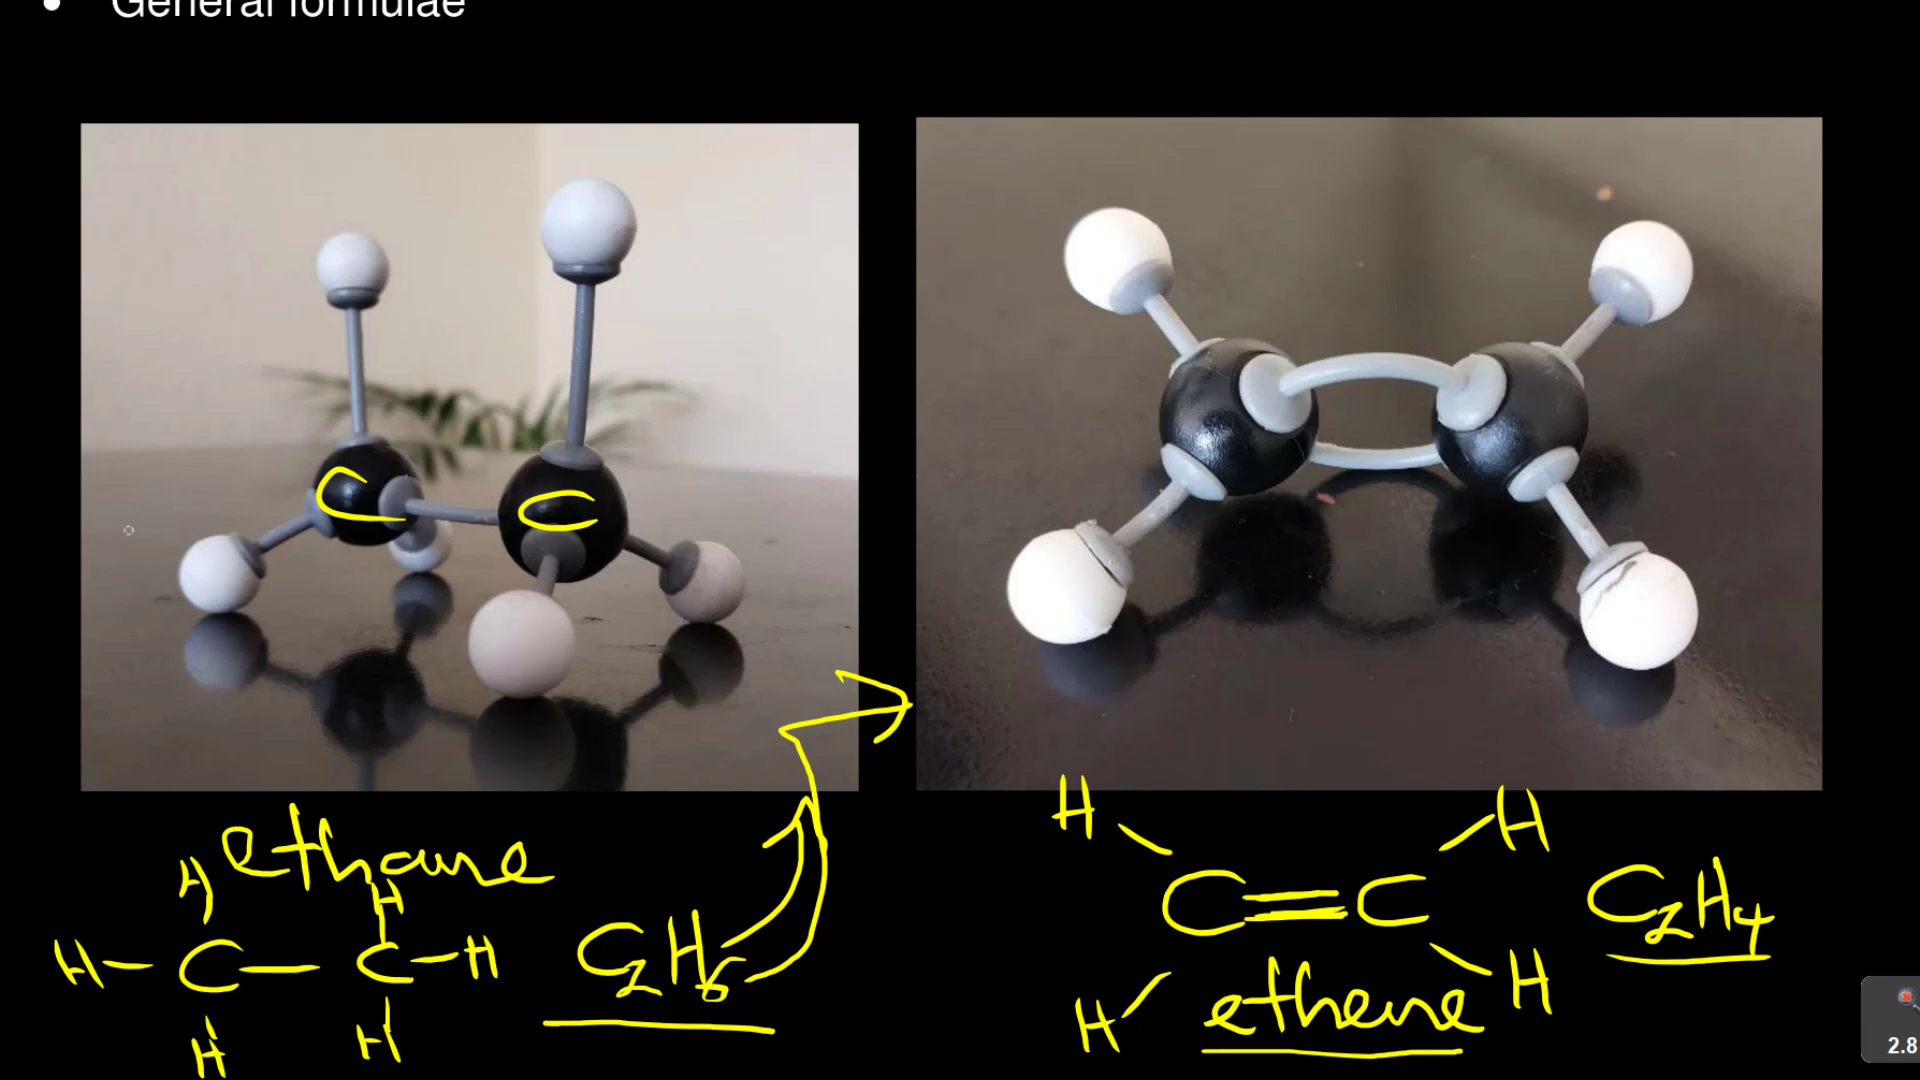 • General formulae
C C
ethane
H H
H C C H C2H6
H H
H H
C C C2H4
H H
ethene
2.8